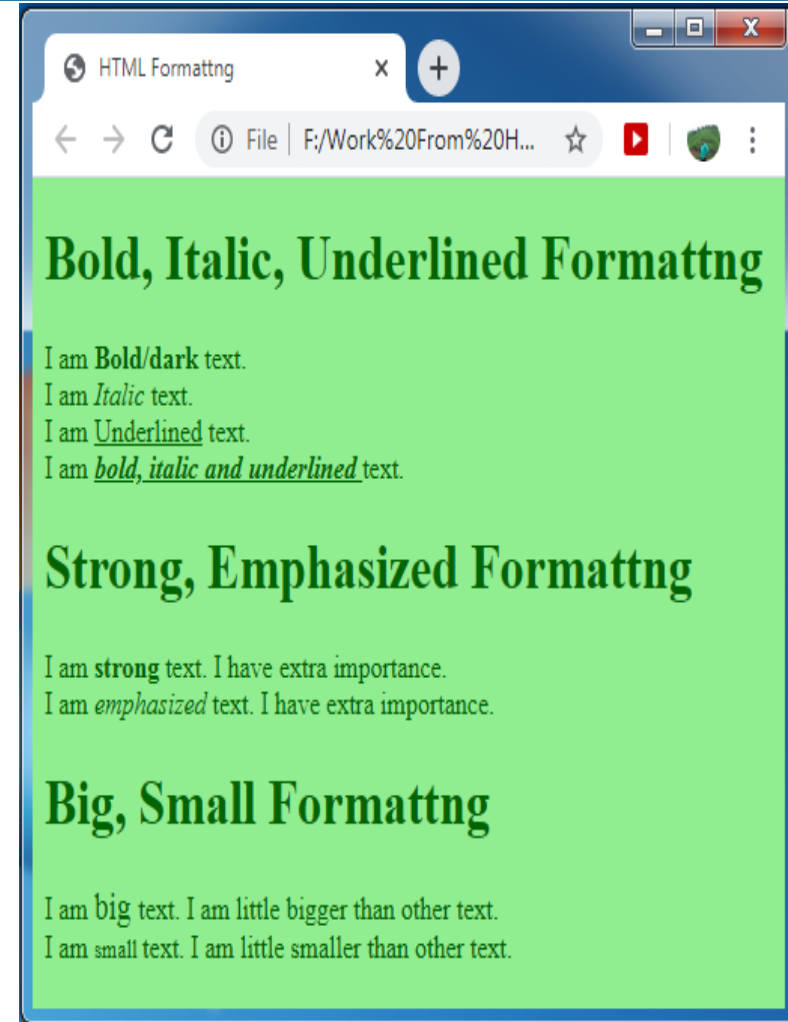 HTML Formattng
File F:/Work%20From%20H...
Bold, Italic, Underlined Formattng
I am Bold/dark text.
I am Italic text.
I am Underlined text.
I am bold, italic and underlined text.
Strong, Emphasized Formattng
I am strong text. I have extra importance.
I am emphasized text. I have extra importance.
Big, Small Formattng
I am big text. I am little bigger than other text.
I am small text. I am little smaller than other text.